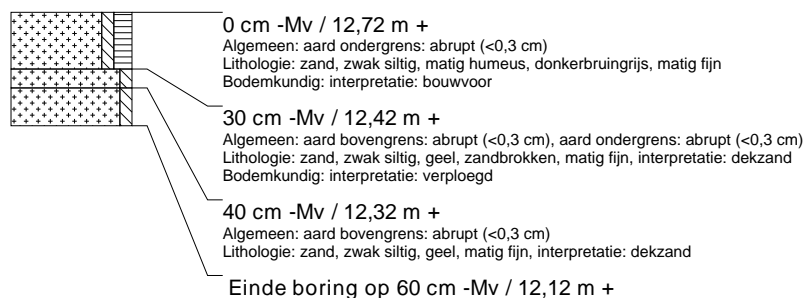 0 cm -Mv / 12,72 m +
Algemeen: aard ondergrens: abrupt (<0,3 cm)
Lithologie: zand, zwak siltig, matig humeus, donkerbruingrijs, matig fijn
Bodemkundig: interpretatie: bouwvoor
30 cm -Mv / 12,42 m +
Algemeen: aard bovengrens: abrupt (<0,3 cm), aard ondergrens: abrupt (<0,3 cm)
Lithologie: zand, zwak siltig, geel, zandbrokken, matig fijn, interpretatie: dekzand
Bodemkundig: interpretatie: verploegd
40 cm -Mv / 12,32 m +
Algemeen: aard bovengrens: abrupt (<0,3 cm)
Lithologie: zand, zwak siltig, geel, matig fijn, interpretatie: dekzand
Einde boring op 60 cm -Mv / 12,12 m +